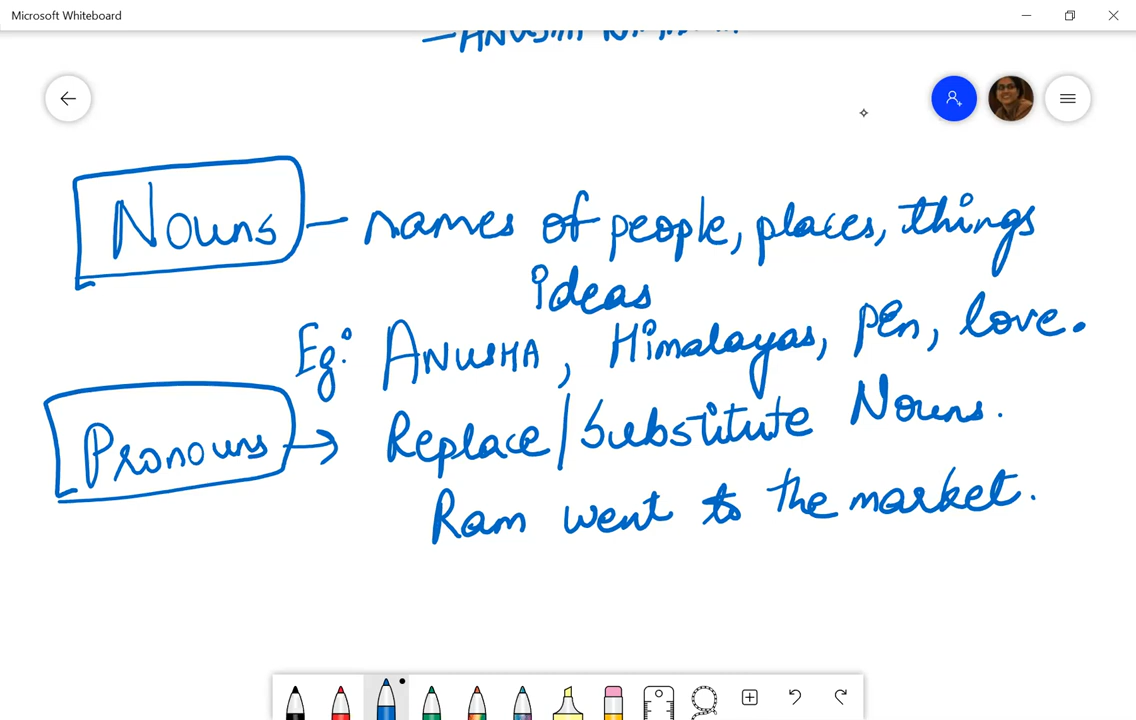 Microsoft Whiteboard
Nouns - names of people, places, things
ideas
Eg: ANUSHA, Himalayas, pen, love.
Pronouns → Replace/Substitute Nouns.
Ram went to the market.